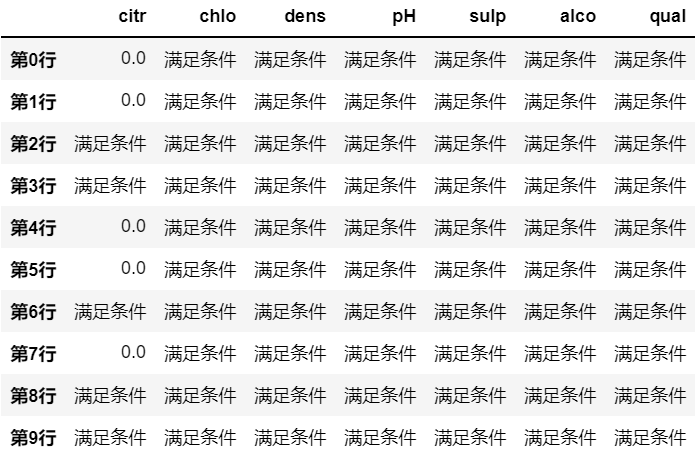 citr chlo dens pH sulp alco qual
第0行 0.0 满足条件 满足条件 满足条件 满足条件 满足条件 满足条件
第1行 0.0 满足条件 满足条件 满足条件 满足条件 满足条件 满足条件
第2行 满足条件 满足条件 满足条件 满足条件 满足条件 满足条件 满足条件
第3行 满足条件 满足条件 满足条件 满足条件 满足条件 满足条件 满足条件
第4行 0.0 满足条件 满足条件 满足条件 满足条件 满足条件 满足条件
第5行 0.0 满足条件 满足条件 满足条件 满足条件 满足条件 满足条件
第6行 满足条件 满足条件 满足条件 满足条件 满足条件 满足条件 满足条件
第7行 0.0 满足条件 满足条件 满足条件 满足条件 满足条件 满足条件
第8行 满足条件 满足条件 满足条件 满足条件 满足条件 满足条件 满足条件
第9行 满足条件 满足条件 满足条件 满足条件 满足条件 满足条件 满足条件